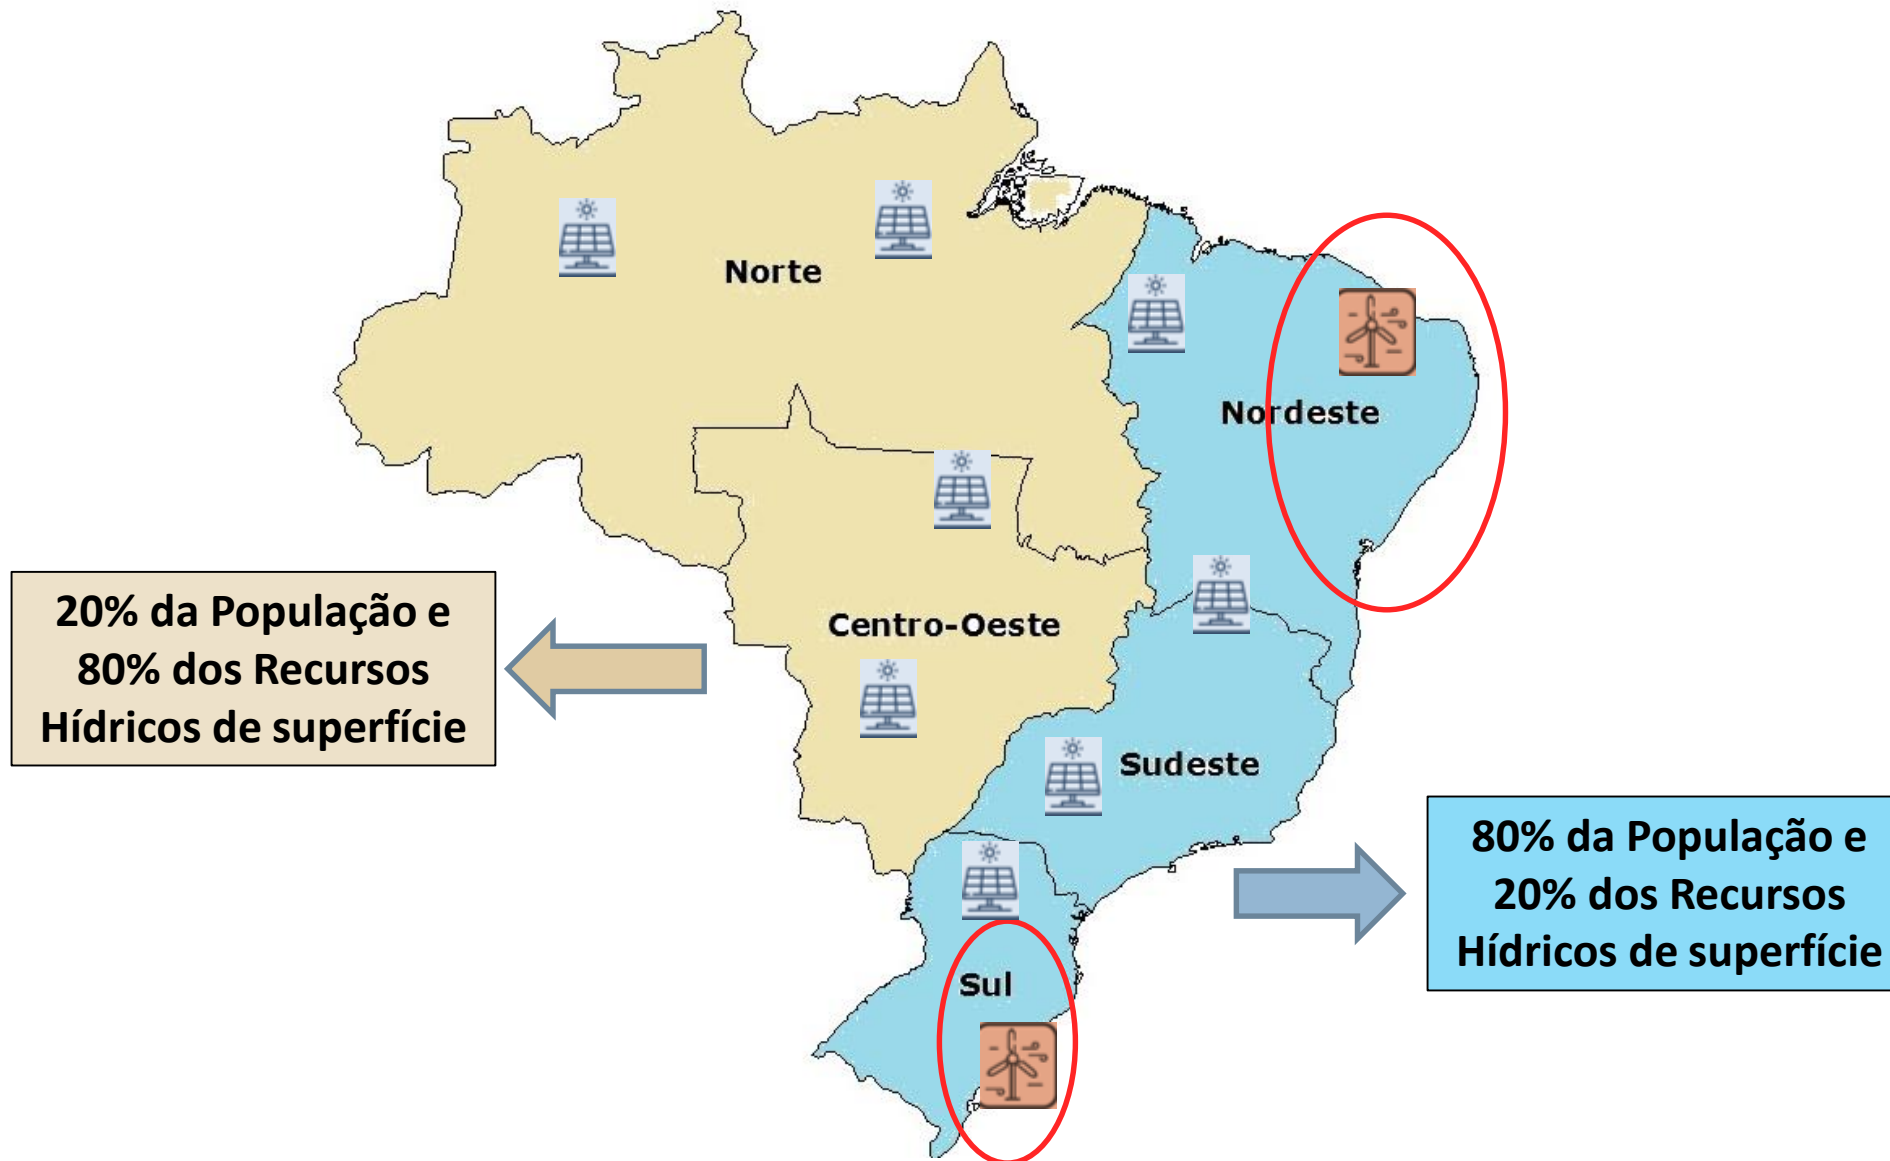 Norte
Nordeste
Centro-Oeste
20% da População e
80% dos Recursos
Hídricos de superfície
Sudeste
80% da População e
20% dos Recursos
Hídricos de superfície
Sul